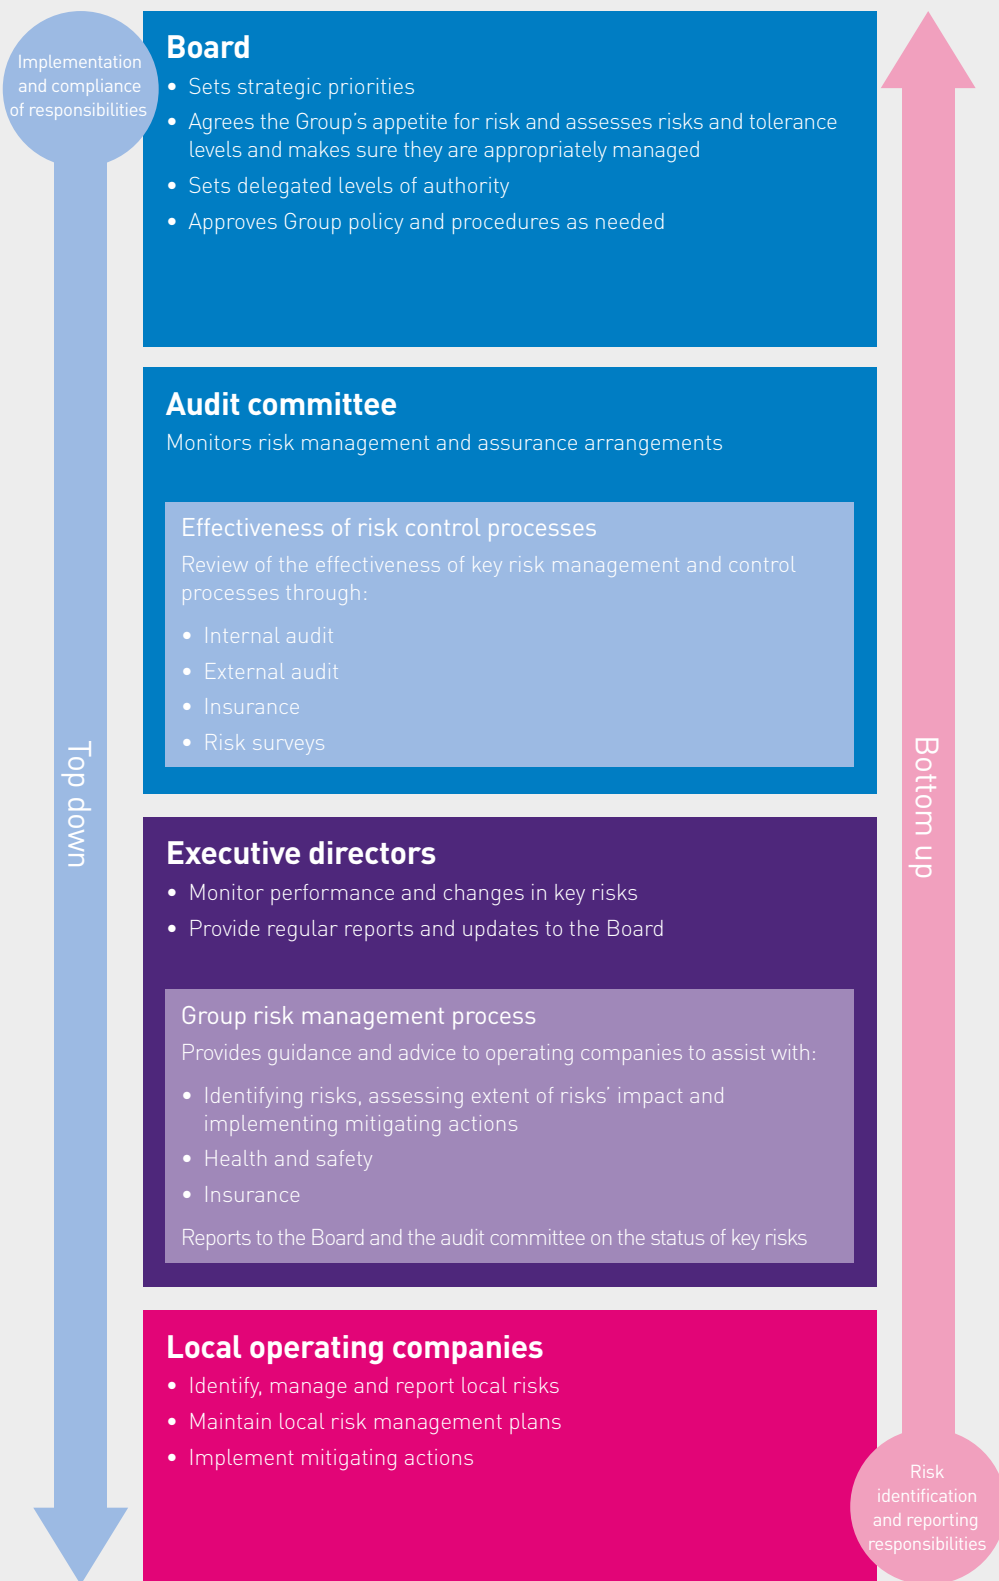 Implementation
and compliance
of responsibilities
Board
• Sets strategic priorities
• Agrees the Group's appetite for risk and assesses risks and tolerance
levels and makes sure they are appropriately managed
• Sets delegated levels of authority
• Approves Group policy and procedures as needed
Audit committee
Monitors risk management and assurance arrangements
Effectiveness of risk control processes
Review of the effectiveness of key risk management and control
processes through:
• Internal audit
• External audit
• Insurance
• Risk surveys
Top down
Bottom up
Executive directors
• Monitor performance and changes in key risks
• Provide regular reports and updates to the Board
Group risk management process
Provides guidance and advice to operating companies to assist with:
• Identifying risks, assessing extent of risks' impact and
implementing mitigating actions
• Health and safety
• Insurance
Reports to the Board and the audit committee on the status of key risks
Local operating companies
• Identify, manage and report local risks
• Maintain local risk management plans
• Implement mitigating actions
Risk
identification
and reporting
responsibilities